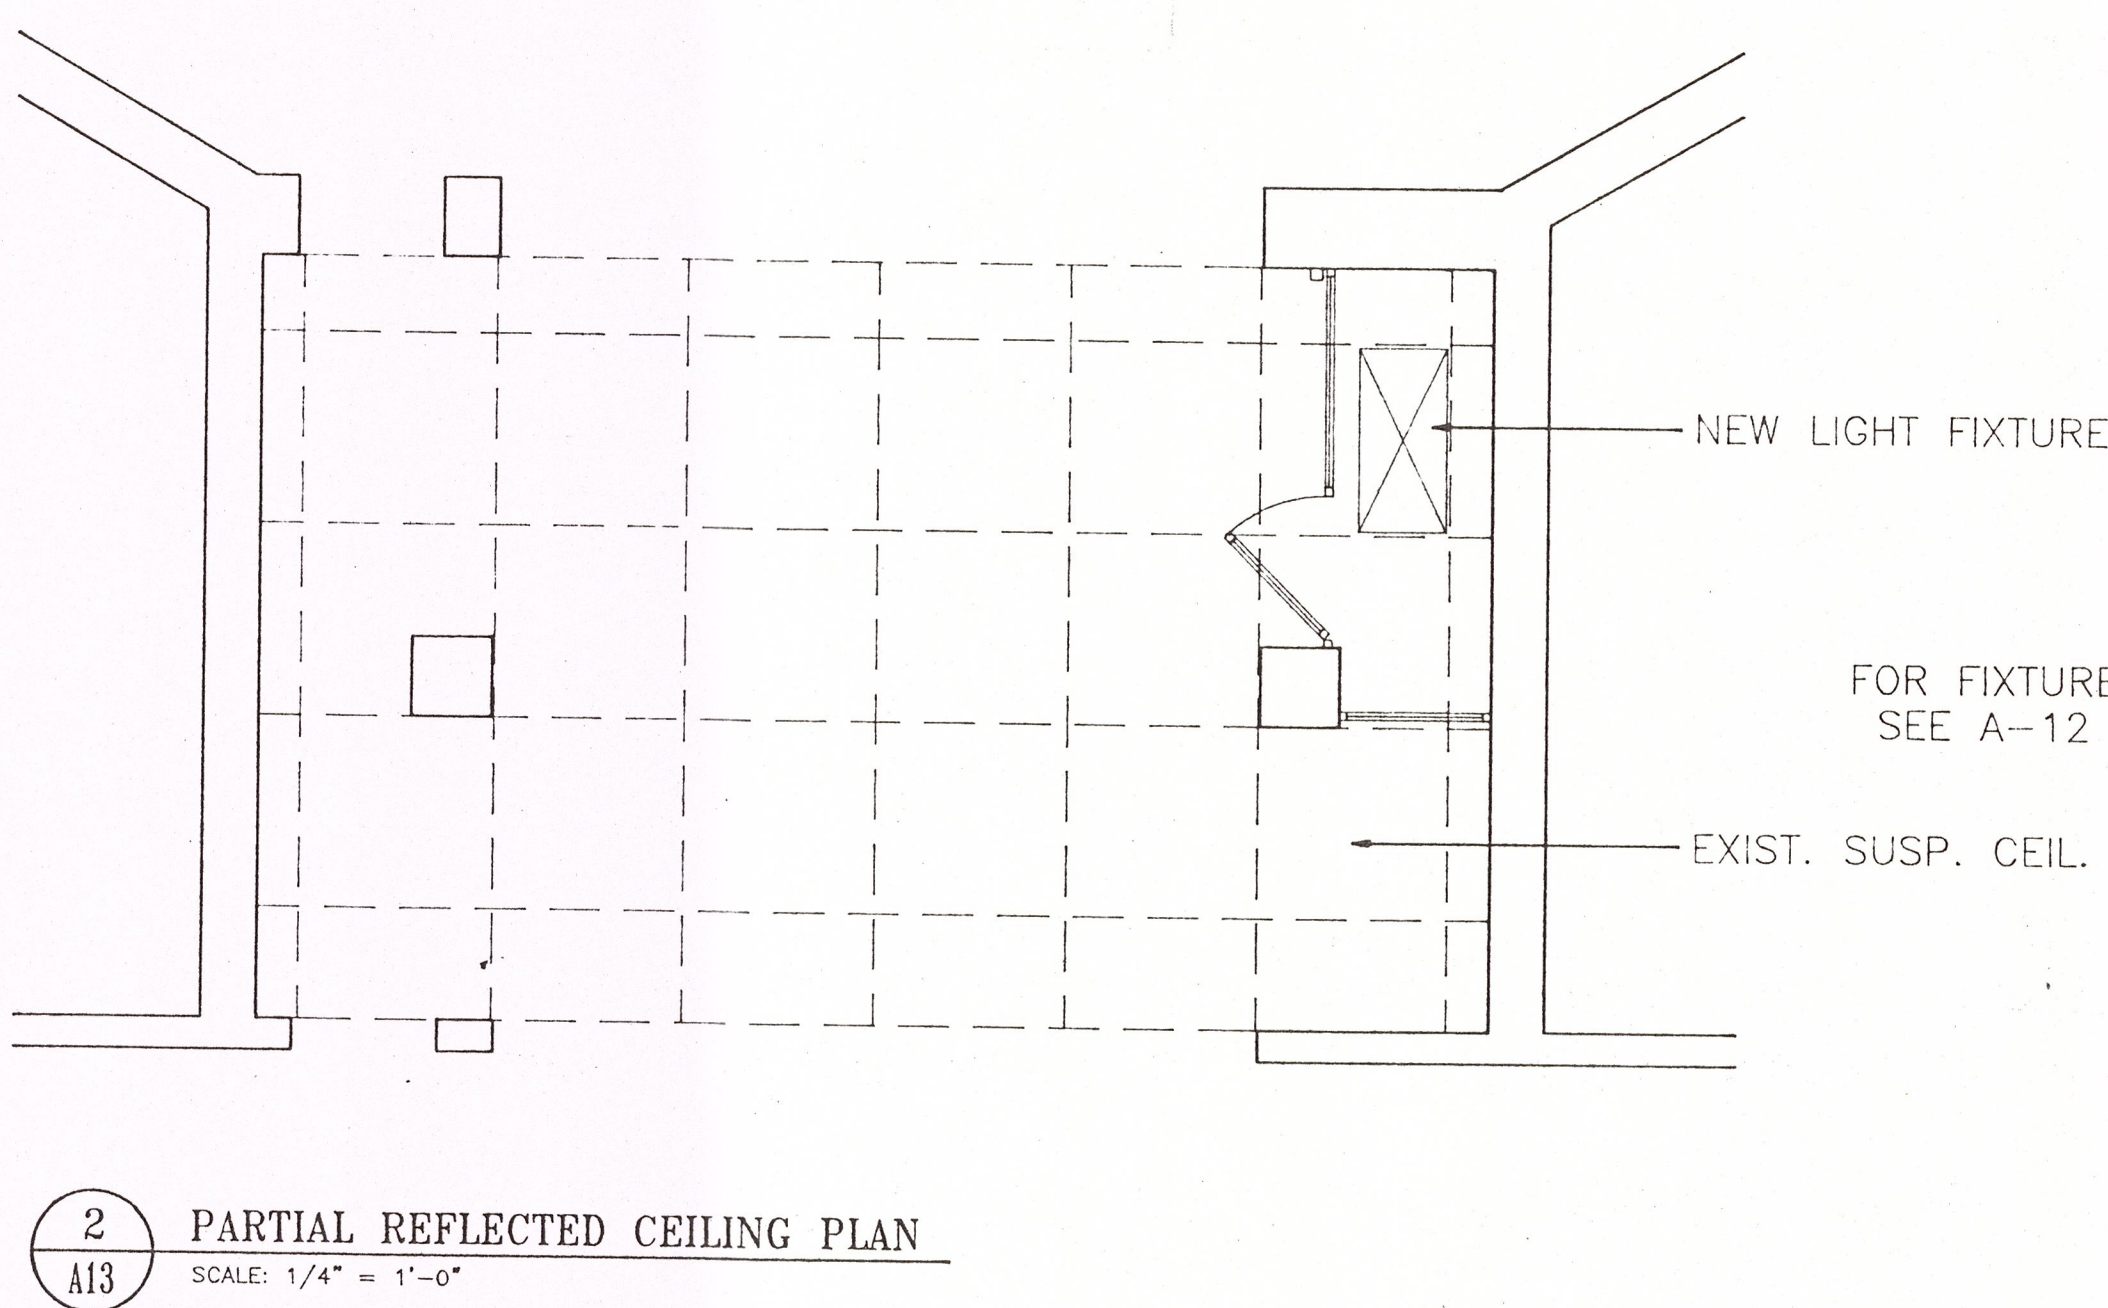 NEW LIGHT FIXTURE
FOR FIXTURE
SEE A-12
EXIST. SUSP. CEIL.
2
A13
PARTIAL REFLECTED CEILING PLAN
SCALE: 1/4" = 1'-0"